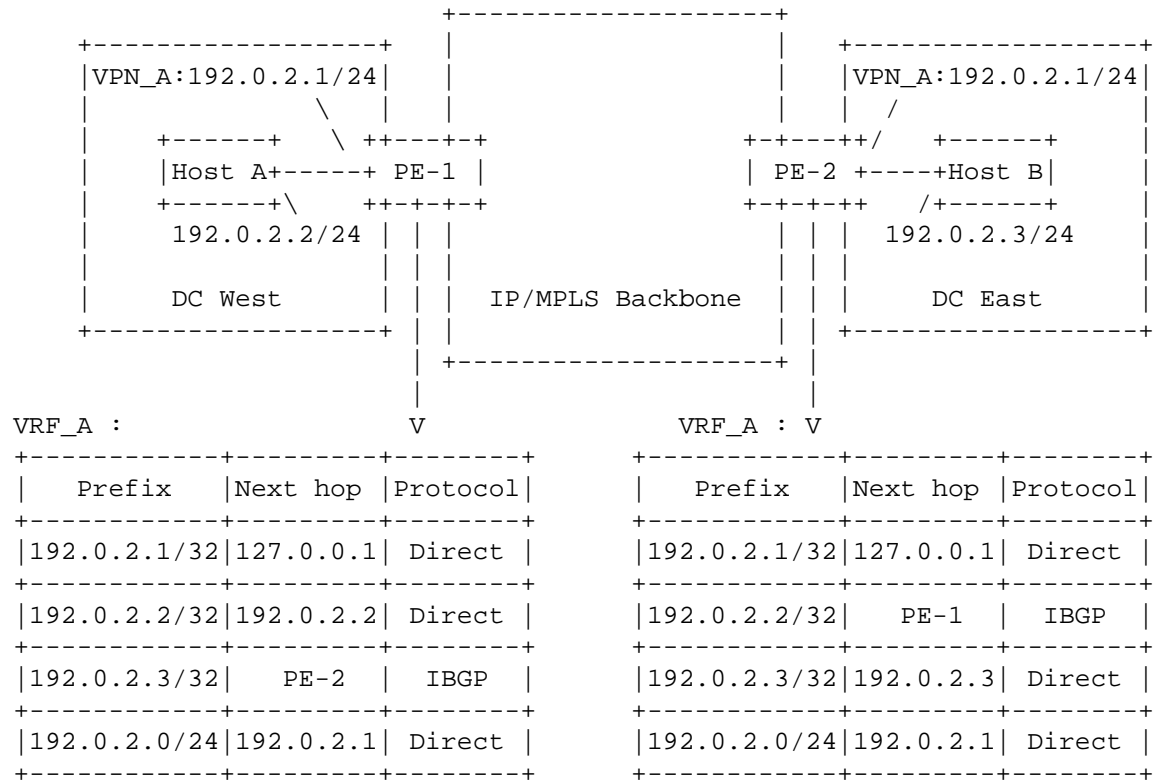 VPN_A:192.0.2.1/24 VPN_A:192.0.2.1/24
Host A PE-1 PE-2 Host B
192.0.2.2/24 192.0.2.3/24
DC West IP/MPLS Backbone DC East
VRF_A : V VRF_A : V
Prefix Next hop Protocol Prefix Next hop Protocol
192.0.2.1/32 127.0.0.1 Direct 192.0.2.1/32 127.0.0.1 Direct
192.0.2.2/32 192.0.2.2 Direct 192.0.2.2/32 PE-1 IBGP
192.0.2.3/32 PE-2 IBGP 192.0.2.3/32 192.0.2.3 Direct
192.0.2.0/24 192.0.2.1 Direct 192.0.2.0/24 192.0.2.1 Direct